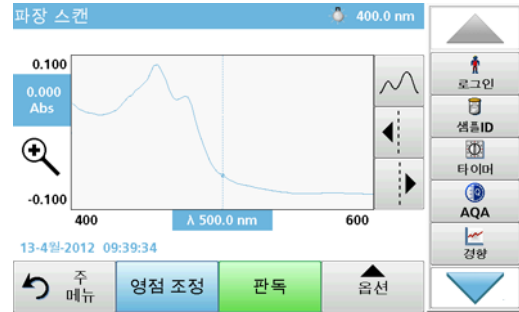 파장 스캔
400.0 nm
0.100
0.000
Abs
-0.100
400
λ 500.0 nm
600
13-4월-2012 09:39:34
주
메뉴
영점 조정
판독
옵션
로그인
샘플ID
타이머
AQA
경향